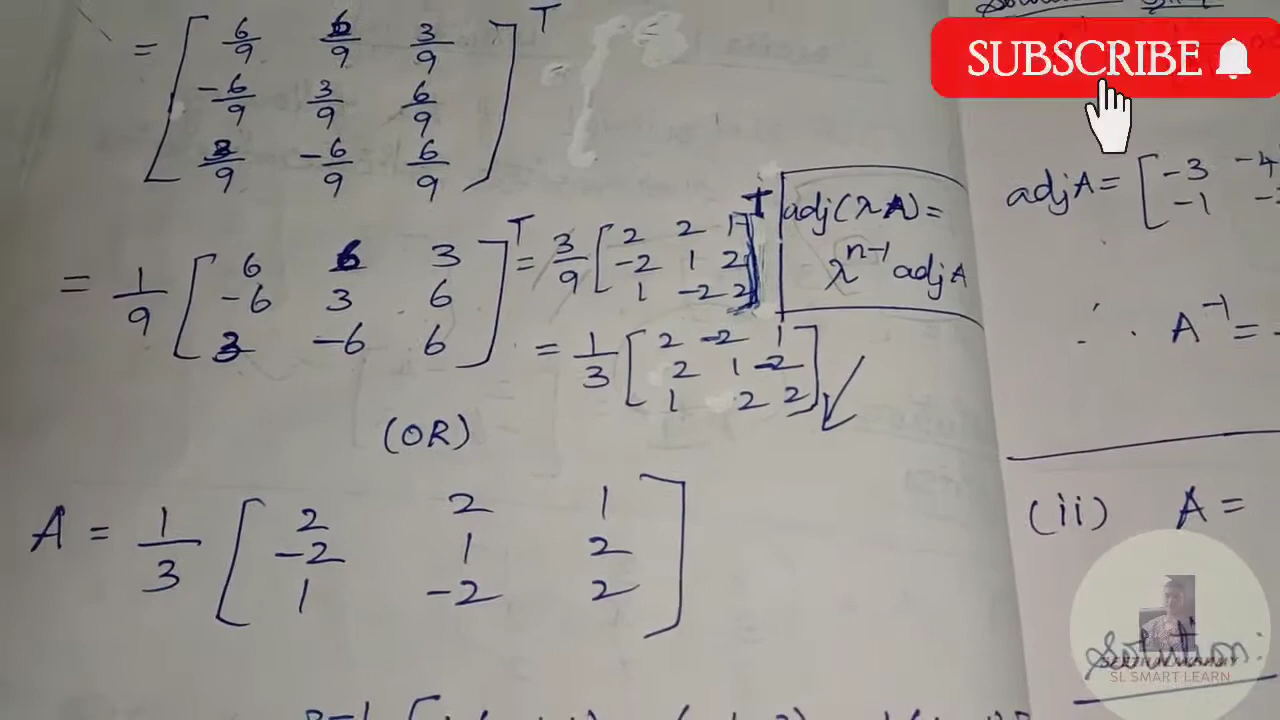 = [ 6/9 6/9 3/9 ] T
-6/9 3/9 6/9
3/9 -6/9 6/9
= 1/9 [ 6 6 3 ] T
-6 3 6
3 -6 6
= 3/9 [ 2 2 1 ] T
-2 1 2
1 -2 2
adj(λA) =
λ^(n-1) adj A
= 1/3 [ 2 -2 1 ]
2 1 -2
1 2 2
(OR)
A = 1/3 [ 2 2 1 ]
-2 1 2
1 -2 2
SUBSCRIBE
adj A = [ -3 -4
-1
∴ A^-1 =
(ii) A =
Solution:
SL SMART LEARN